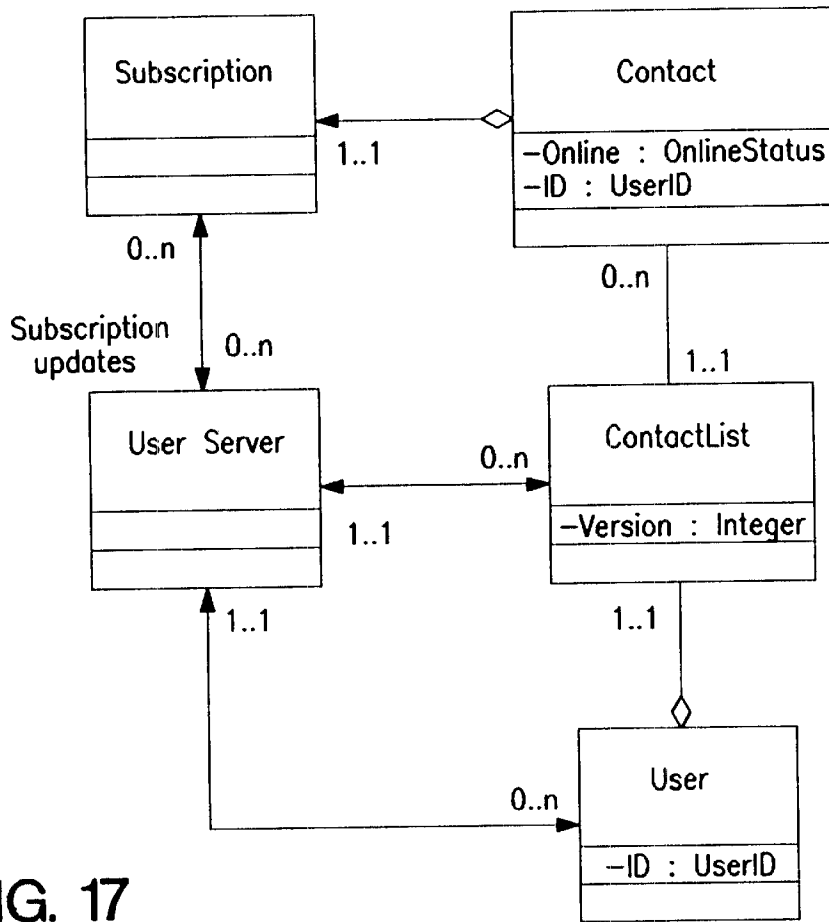 Subscription
Contact
-Online : OnlineStatus
-ID : UserID
1..1
0..n
0..n
Subscription
updates
0..n
1..1
User Server
ContactList
0..n
-Version : Integer
1..1
1..1
1..1
User
0..n
-ID : UserID
IG. 17